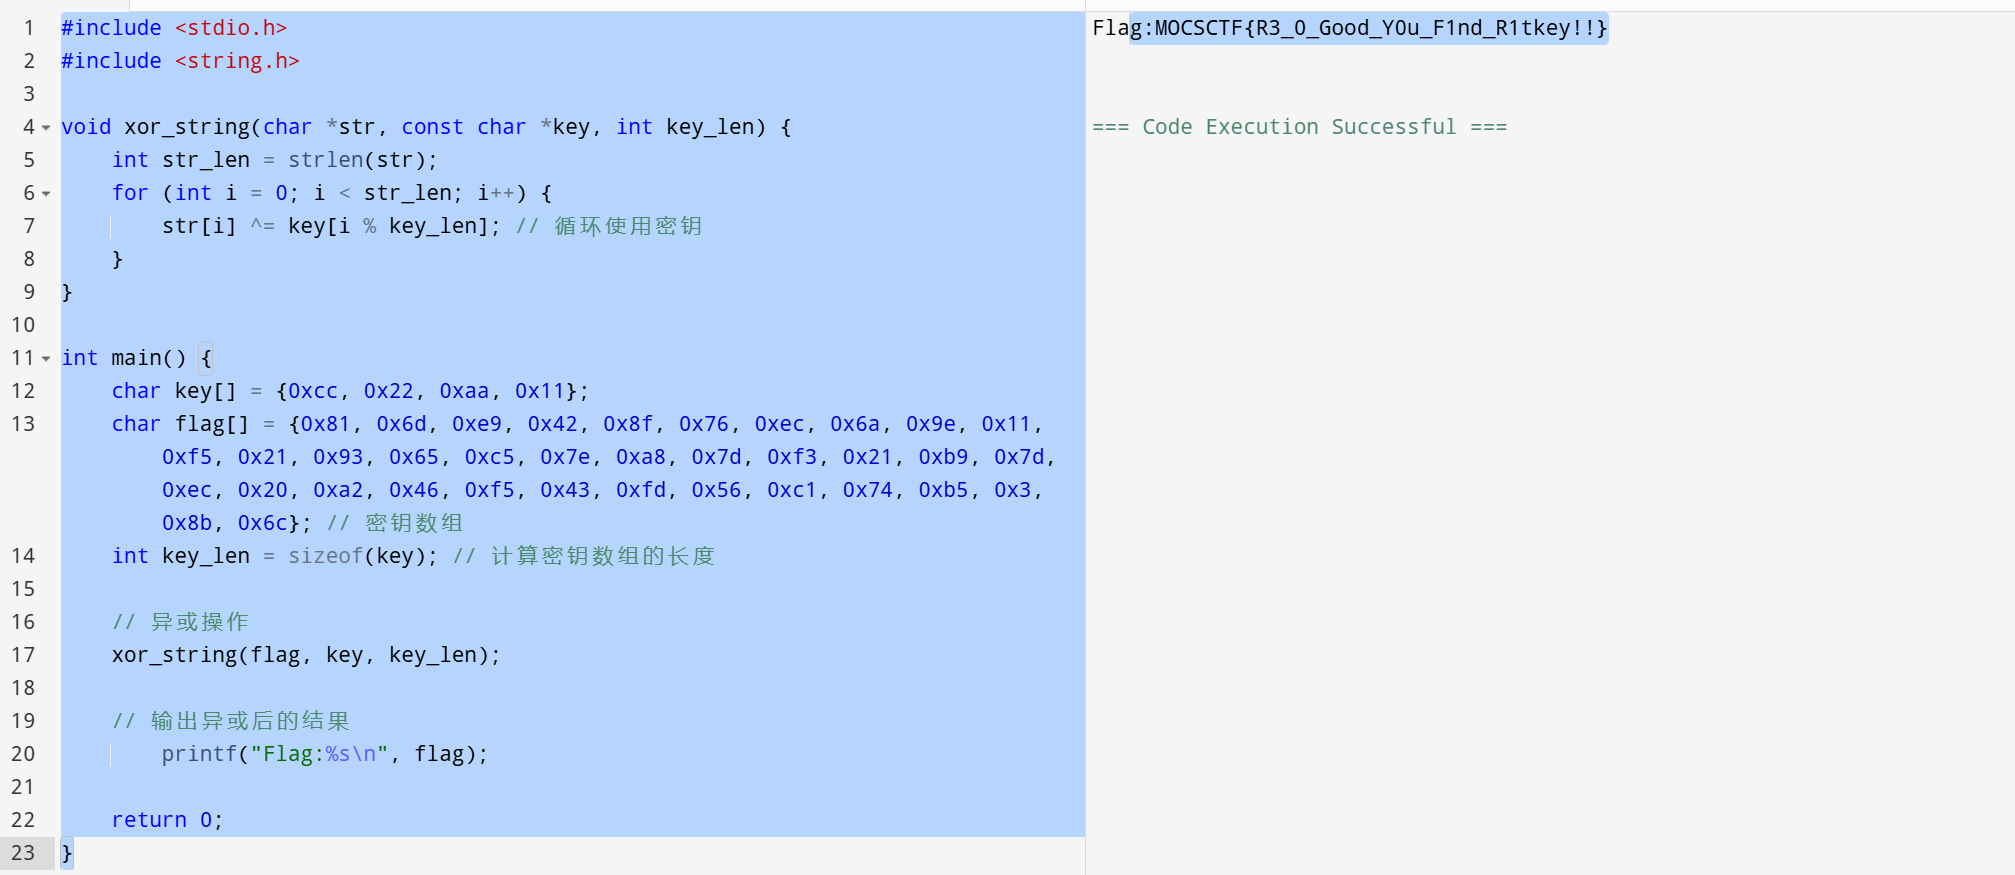 1 #include <stdio.h>
2 #include <string.h>
3
4 void xor_string(char *str, const char *key, int key_len) {
5 int str_len = strlen(str);
6 for (int i = 0; i < str_len; i++) {
7 str[i] ^= key[i % key_len]; // 循环使用密钥
8 }
9 }
10
11 int main() {
12 char key[] = {0xcc, 0x22, 0xaa, 0x11};
13 char flag[] = {0x81, 0x6d, 0xe9, 0x42, 0x8f, 0x76, 0xec, 0x6a, 0x9e, 0x11,
0xf5, 0x21, 0x93, 0x65, 0xc5, 0x7e, 0xa8, 0x7d, 0xf3, 0x21, 0xb9, 0x7d,
0xec, 0x20, 0xa2, 0x46, 0xf5, 0x43, 0xfd, 0x56, 0xc1, 0x74, 0xb5, 0x3,
0x8b, 0x6c}; // 密钥数组
14 int key_len = sizeof(key); // 计算密钥数组的长度
15
16 // 异或操作
17 xor_string(flag, key, key_len);
18
19 // 输出异或后的结果
20 printf("Flag:%s\n", flag);
21
22 return 0;
23 }
Flag:MOCSCTF{R3_0_Good_Y0u_F1nd_R1tkey!!}
=== Code Execution Successful ===